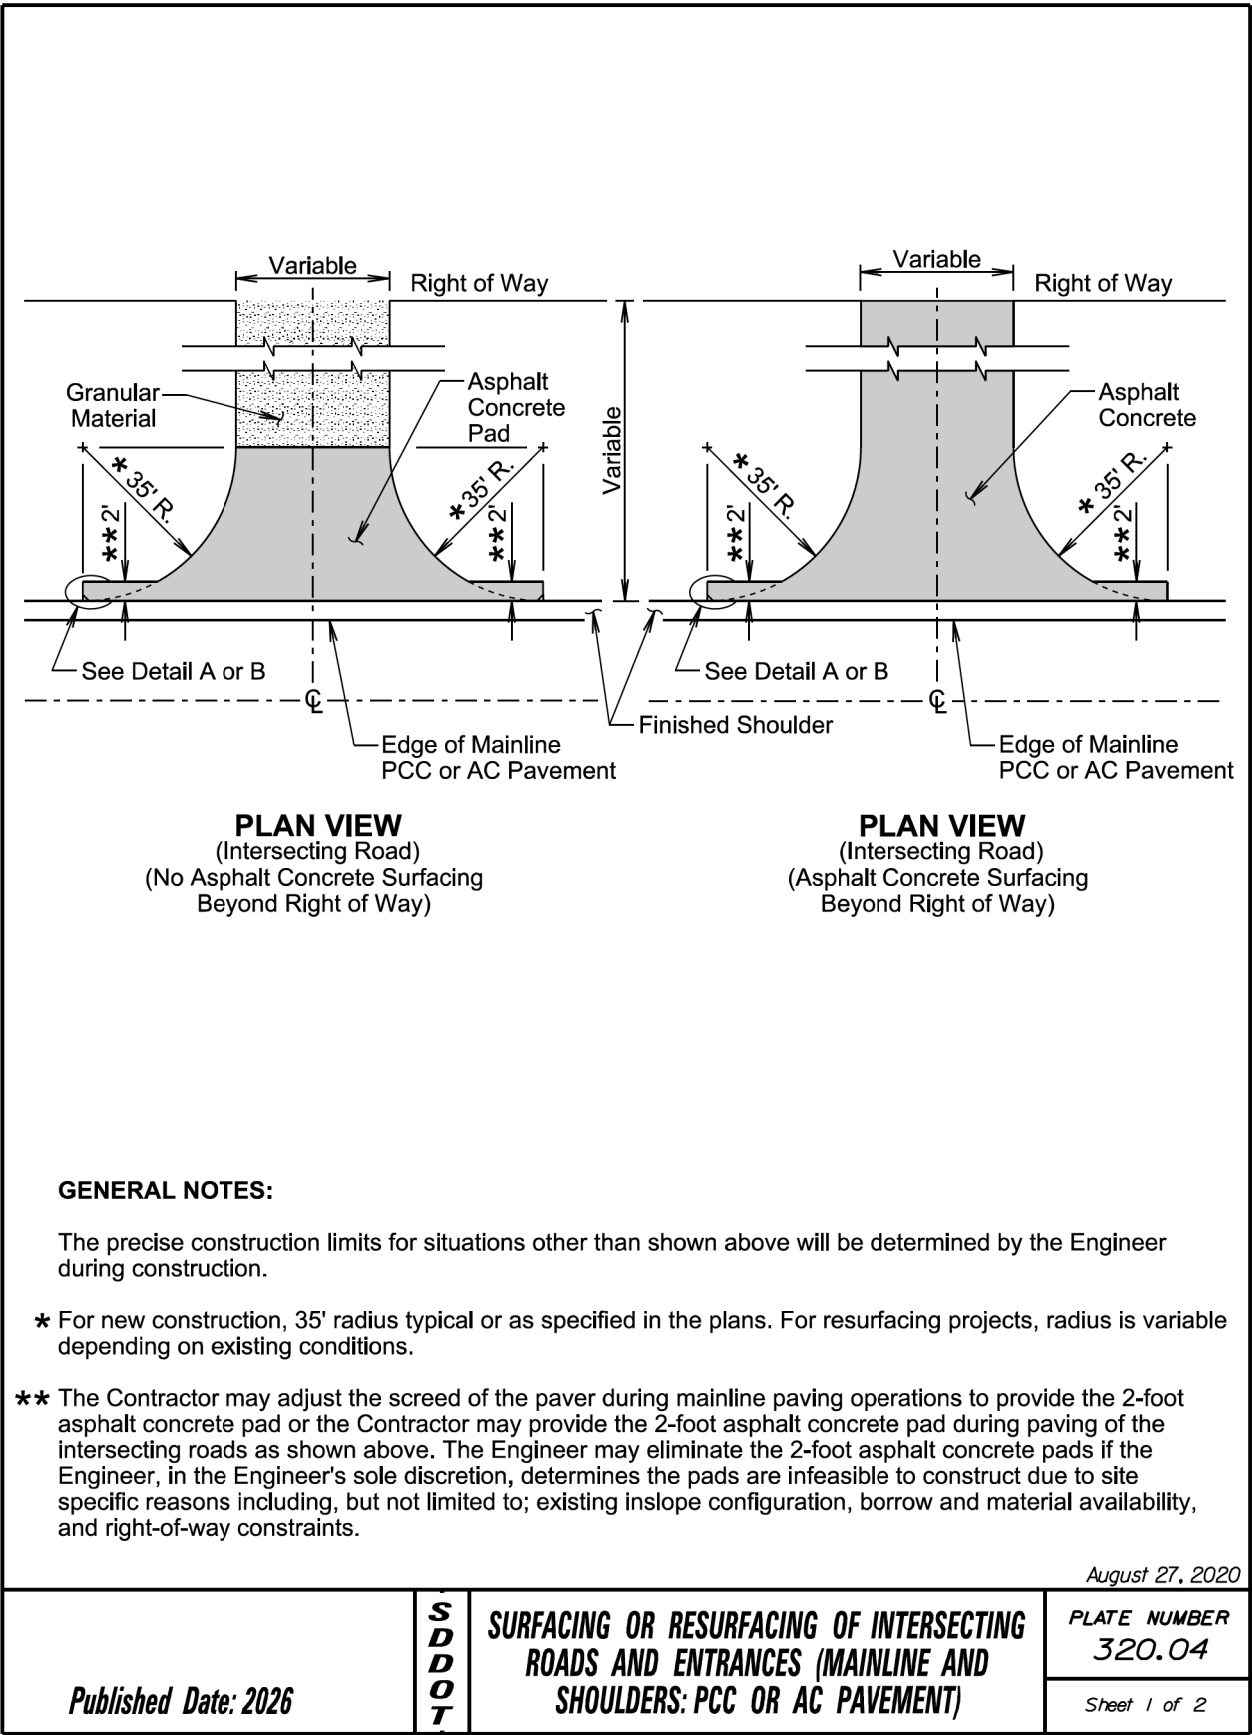 Variable
Right of Way
Granular
Material
Asphalt
Concrete
Pad
* 35' R.
* 35' R.
** 2'
** 2'
Variable
See Detail A or B
℄
Edge of Mainline
PCC or AC Pavement
Finished Shoulder
PLAN VIEW
(Intersecting Road)
(No Asphalt Concrete Surfacing
Beyond Right of Way)
Variable
Right of Way
Asphalt
Concrete
* 35' R.
* 35' R.
** 2'
** 2'
See Detail A or B
℄
Edge of Mainline
PCC or AC Pavement
PLAN VIEW
(Intersecting Road)
(Asphalt Concrete Surfacing
Beyond Right of Way)
GENERAL NOTES:
The precise construction limits for situations other than shown above will be determined by the Engineer
during construction.
* For new construction, 35' radius typical or as specified in the plans. For resurfacing projects, radius is variable
depending on existing conditions.
** The Contractor may adjust the screed of the paver during mainline paving operations to provide the 2-foot
asphalt concrete pad or the Contractor may provide the 2-foot asphalt concrete pad during paving of the
intersecting roads as shown above. The Engineer may eliminate the 2-foot asphalt concrete pads if the
Engineer, in the Engineer's sole discretion, determines the pads are infeasible to construct due to site
specific reasons including, but not limited to; existing inslope configuration, borrow and material availability,
and right-of-way constraints.
August 27, 2020
Published Date: 2026
S
D
D
O
T
SURFACING OR RESURFACING OF INTERSECTING
ROADS AND ENTRANCES (MAINLINE AND
SHOULDERS: PCC OR AC PAVEMENT)
PLATE NUMBER
320.04
Sheet 1 of 2